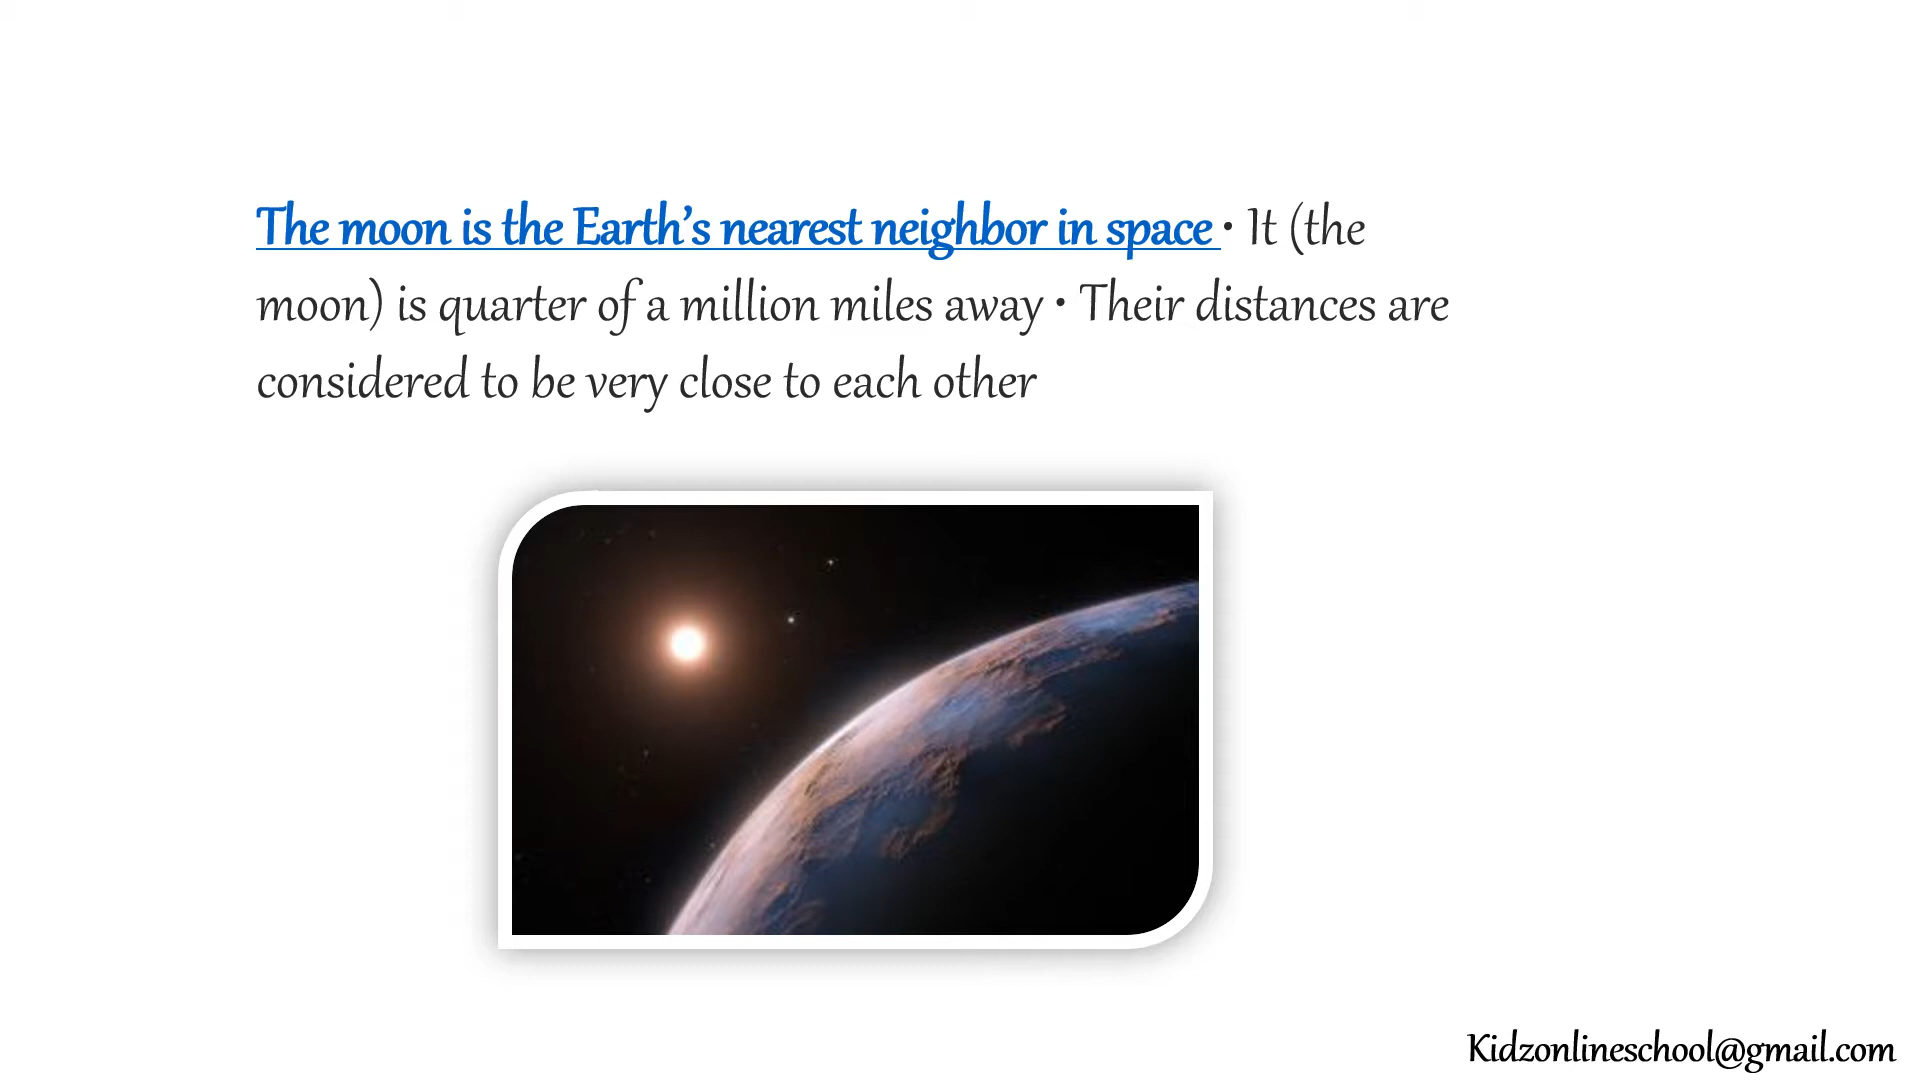 The moon is the Earth’s nearest neighbor in space • It (the
moon) is quarter of a million miles away • Their distances are
considered to be very close to each other
Kidzonlineschool@gmail.com